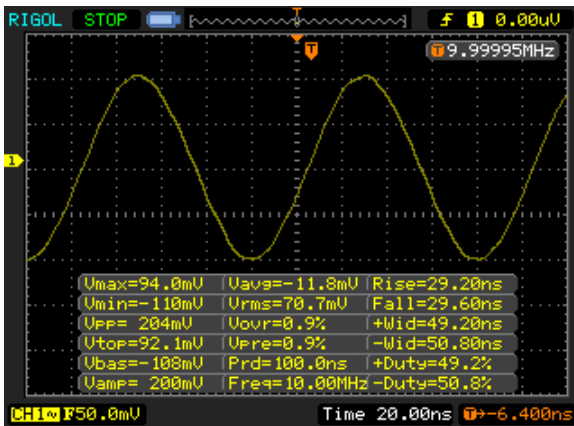 RIGOL STOP f 1 0.00uV
T
T 9.99995MHz
1
Vmax=94.0mV Vavg=-11.8mV Rise=29.20ns
Vmin=-110mV Vrms=70.7mV Fall=29.60ns
Vpp= 204mV Vovr=0.9% +Wid=49.20ns
Vtop=92.1mV Vpre=0.9% -Wid=50.80ns
Vbas=-108mV Prd=100.0ns +Duty=49.2%
Vamp= 200mV Freq=10.00MHz -Duty=50.8%
CH1~ F50.0mV Time 20.00ns T→-6.400ns